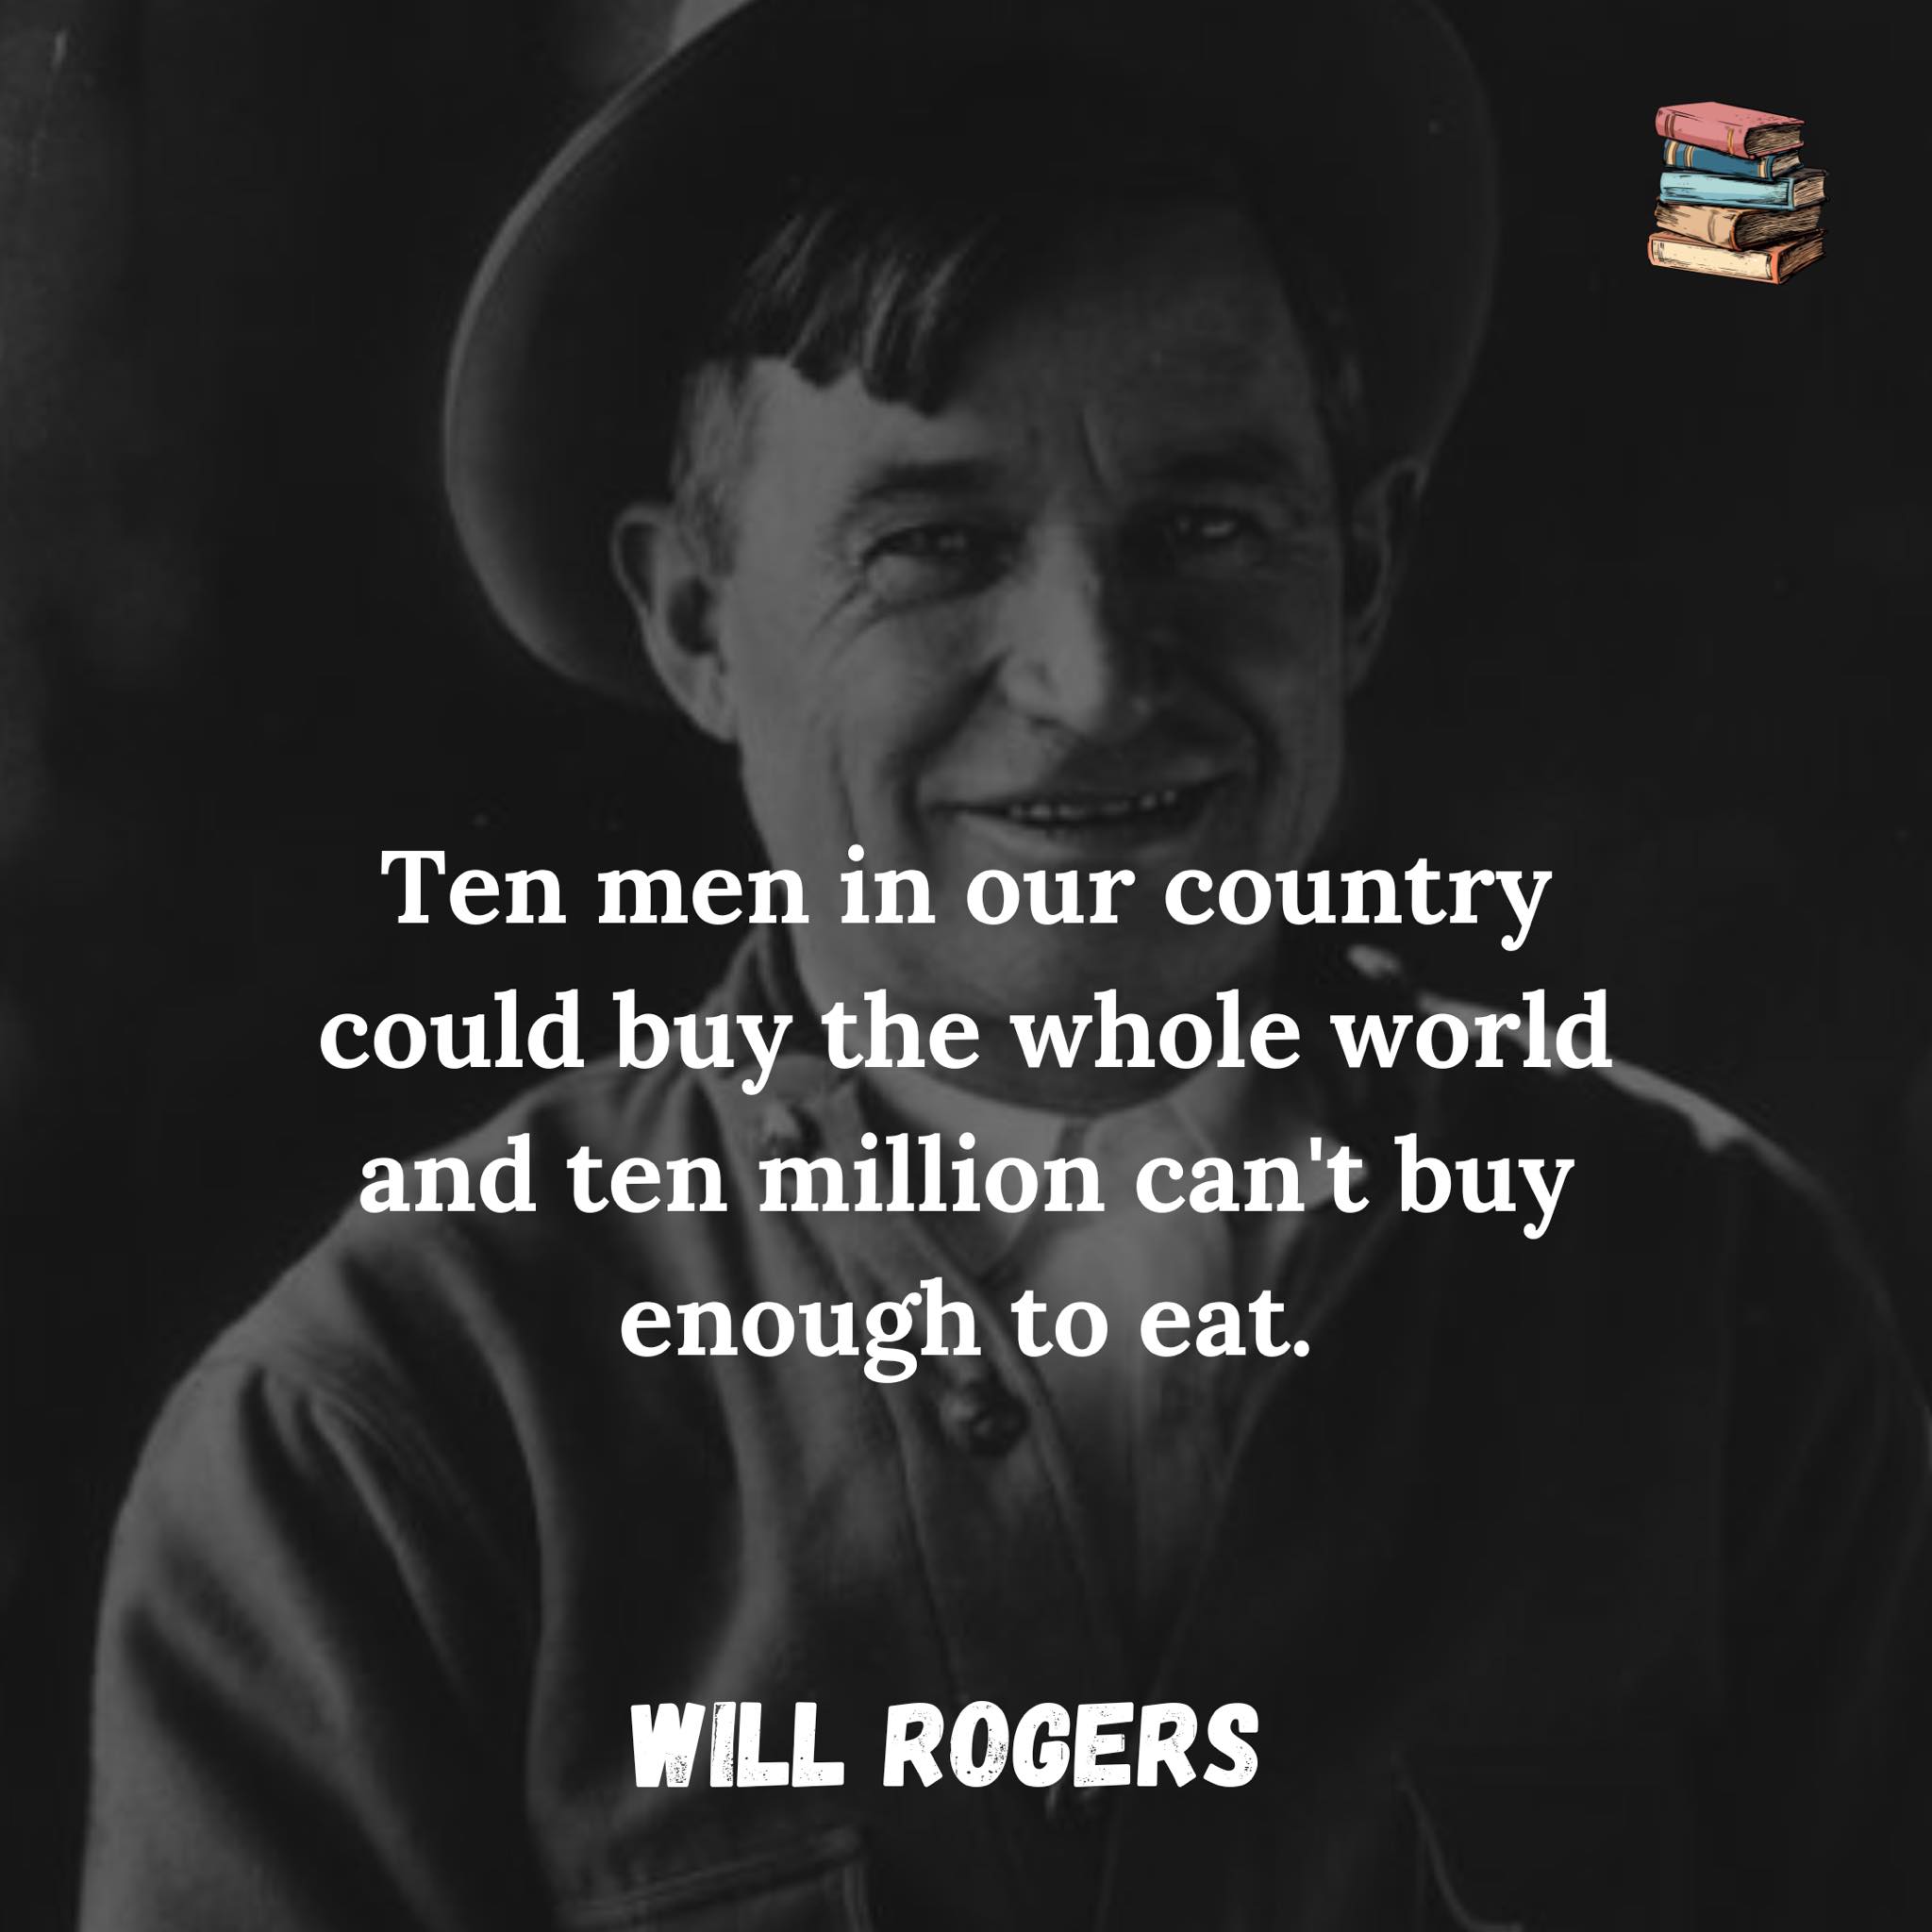 Ten men in our country
could buy the whole world
and ten million can't buy
enough to eat.
WILL ROGERS